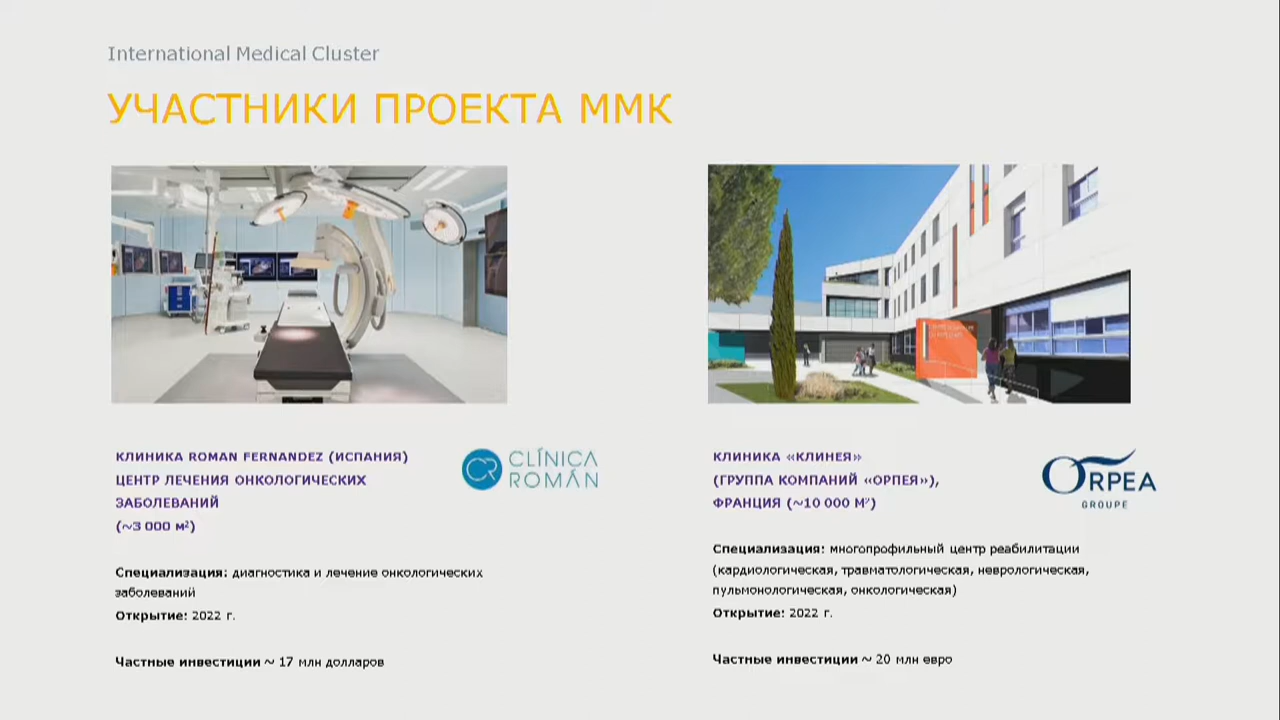 International Medical Cluster
УЧАСТНИКИ ПРОЕКТА ММК
КЛИНИКА ROMAN FERNANDEZ (ИСПАНИЯ)
ЦЕНТР ЛЕЧЕНИЯ ОНКОЛОГИЧЕСКИХ
ЗАБОЛЕВАНИЙ
(~3 000 м²)
CR CLÍNICA
ROMÁN
Специализация: диагностика и лечение онкологических
заболеваний
Открытие: 2022 г.
Частные инвестиции ~ 17 млн долларов
КЛИНИКА «КЛИНЕЯ»
(ГРУППА КОМПАНИЙ «ОРПЕЯ»),
ФРАНЦИЯ (~10 000 М²)
ORPEA
GROUPE
Специализация: многопрофильный центр реабилитации
(кардиологическая, травматологическая, неврологическая,
пульмонологическая, онкологическая)
Открытие: 2022 г.
Частные инвестиции ~ 20 млн евро